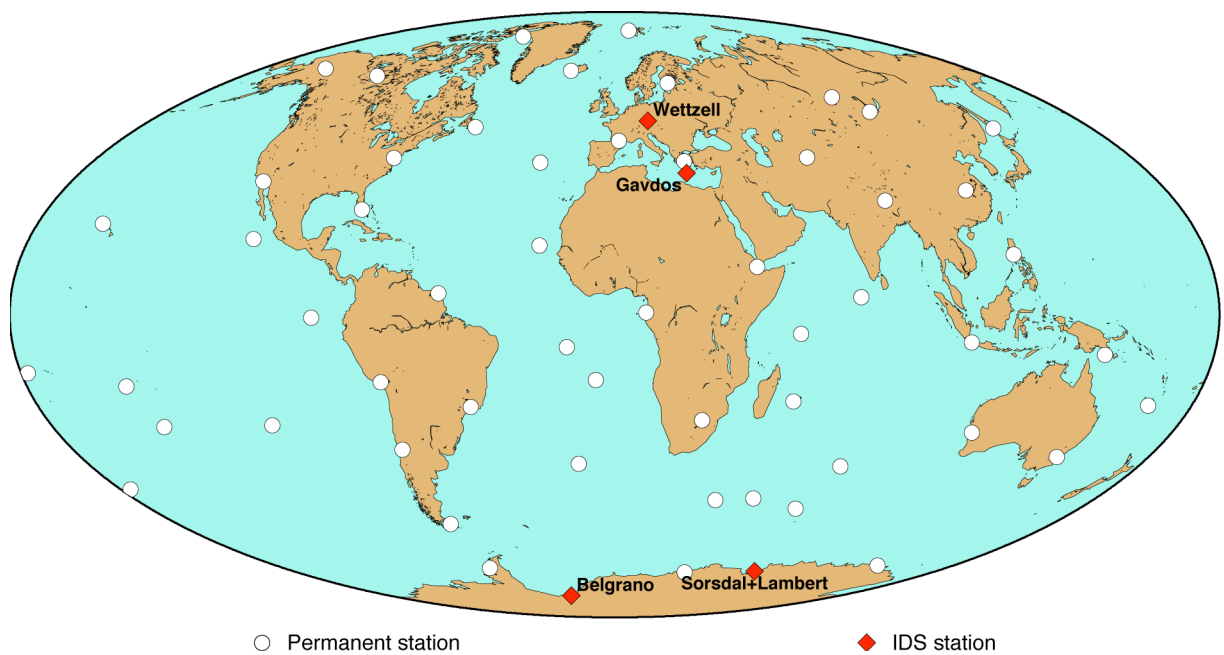 Wettzell
Gavdos
Belgrano
Sorsdal+Lambert
Permanent station
IDS station